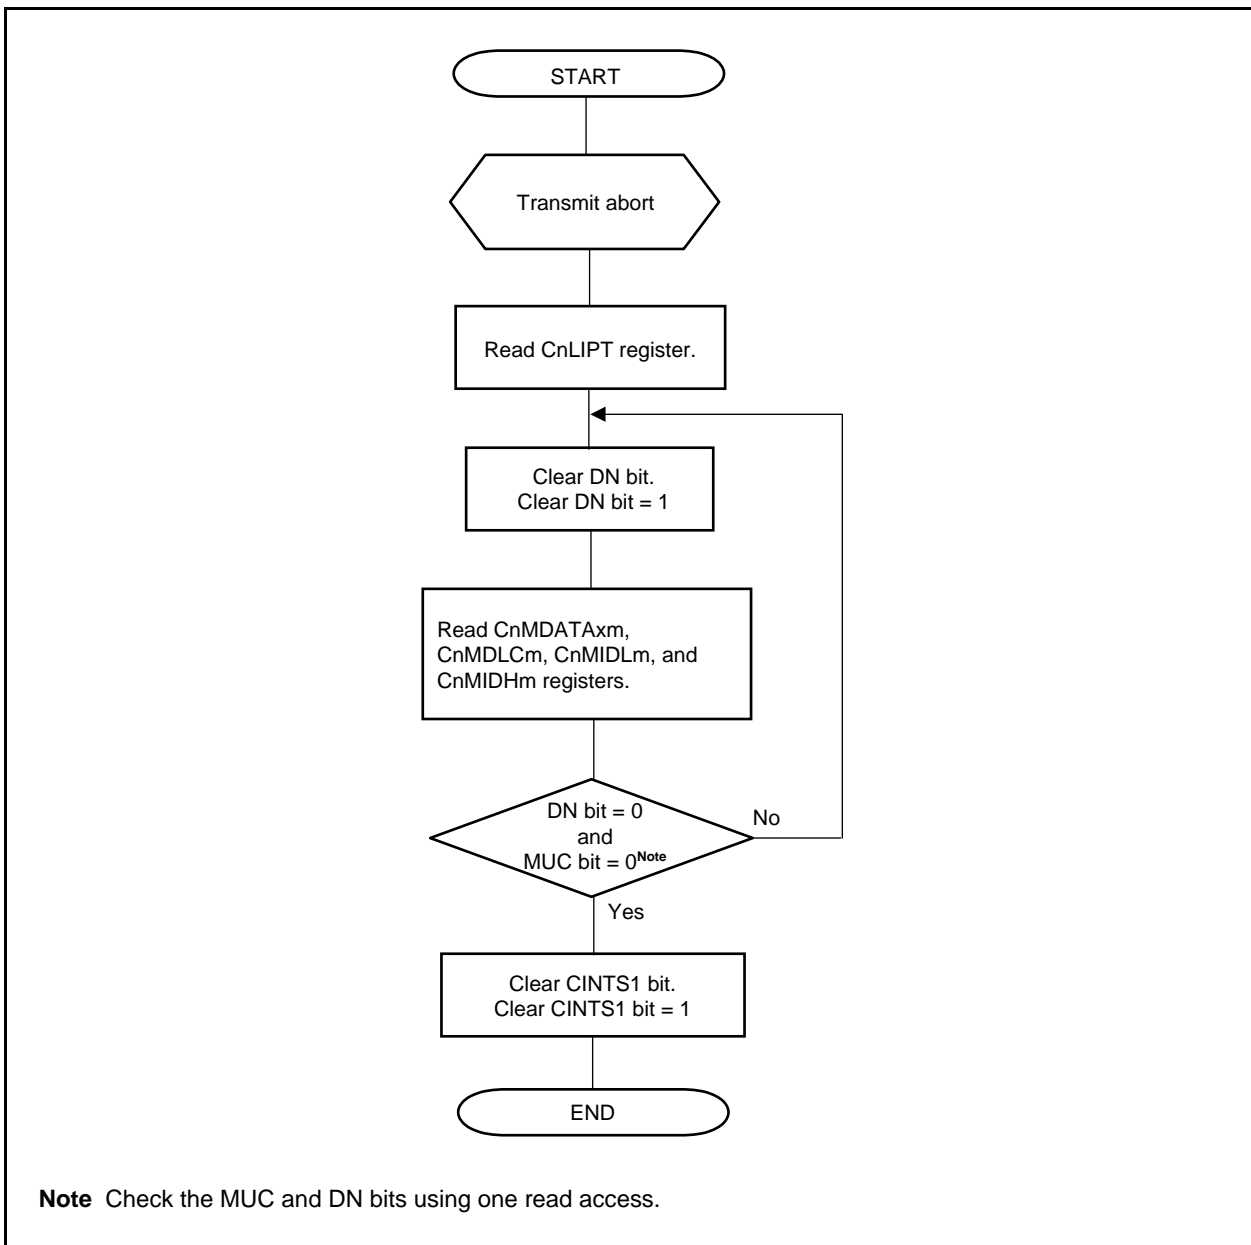 START
Transmit abort
Read CnLIPT register.
Clear DN bit.
Clear DN bit = 1
Read CnMDATAxm,
CnMDLCm, CnMIDLm, and
CnMIDHm registers.
DN bit = 0
and
MUC bit = 0Note
No
Yes
Clear CINTS1 bit.
Clear CINTS1 bit = 1
END
Note Check the MUC and DN bits using one read access.